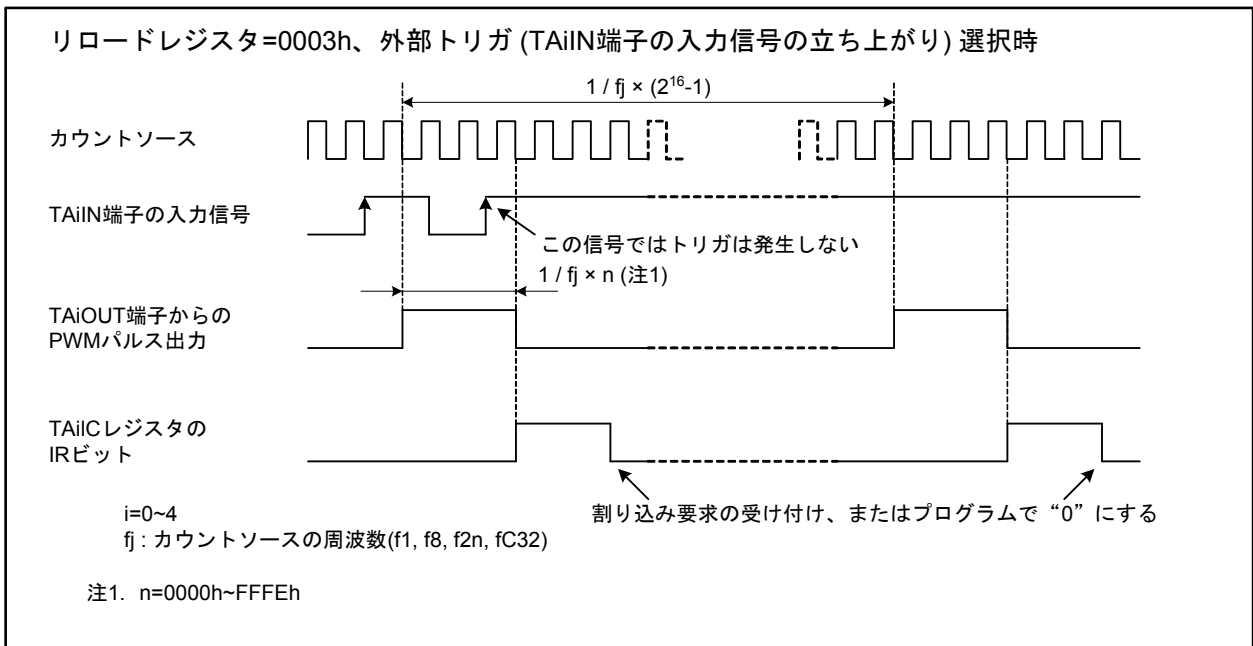 リロードレジスタ=0003h、外部トリガ (TAiIN端子の入力信号の立ち上がり) 選択時
1 / fj × (2¹⁶-1)
カウントソース
TAiIN端子の入力信号
この信号ではトリガは発生しない
1 / fj × n (注1)
TAiOUT端子からの
PWMパルス出力
TAiICレジスタの
IRビット
割り込み要求の受け付け、またはプログラムで“0”にする
i=0~4
fj : カウントソースの周波数(f1, f8, f2n, fC32)
注1. n=0000h~FFFEh